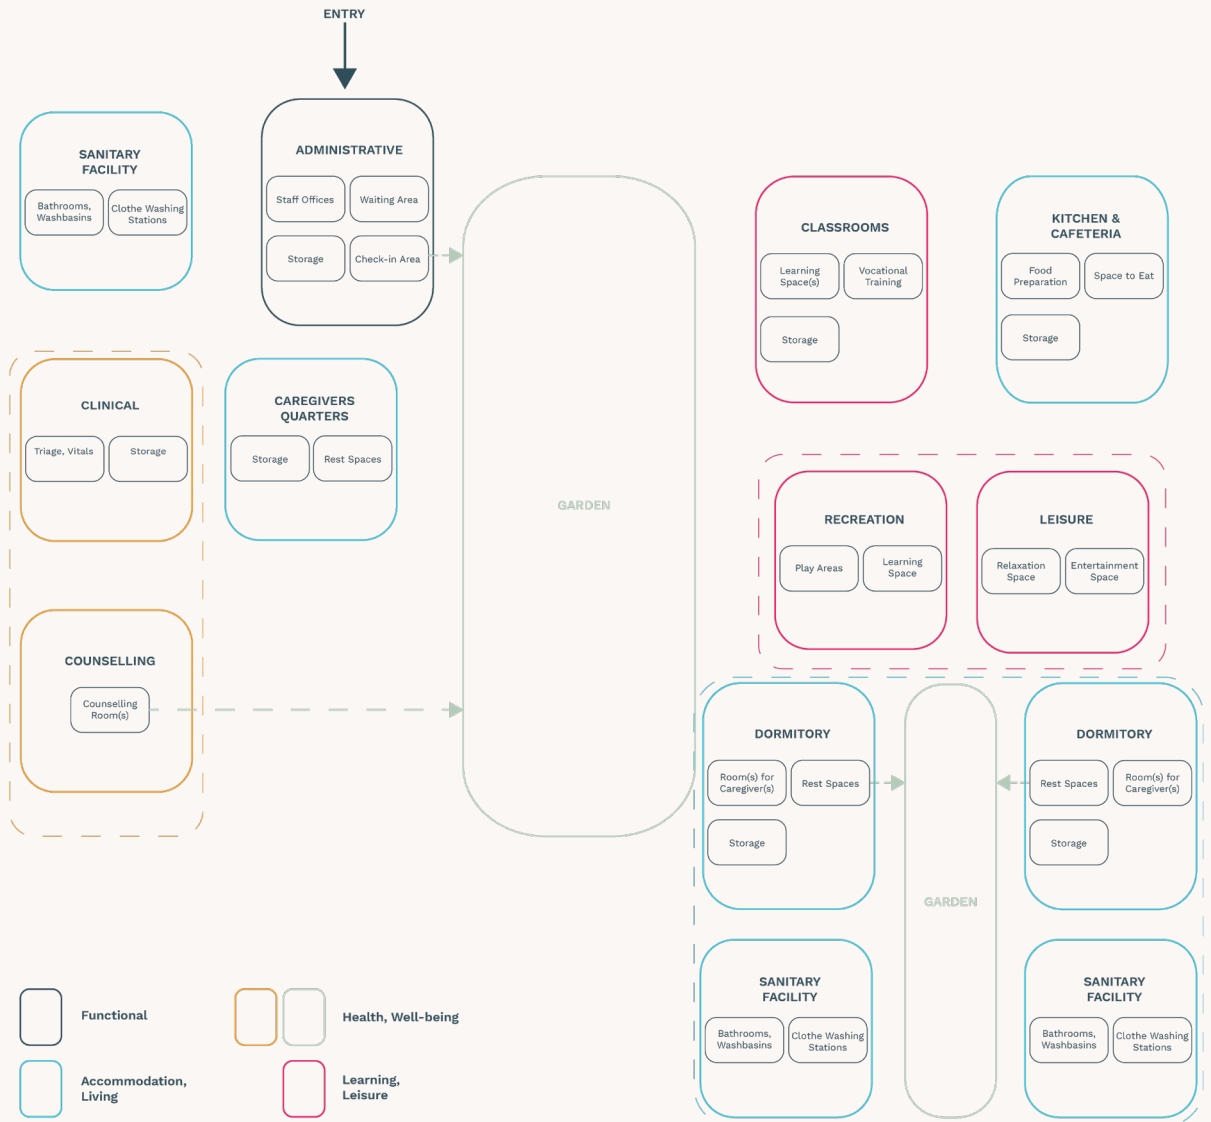 ENTRY
SANITARY
FACILITY
Bathrooms,
Washbasins
Clothe Washing
Stations
ADMINISTRATIVE
Staff Offices
Waiting Area
Storage
Check-in Area
CLASSROOMS
Learning
Space(s)
Vocational
Training
Storage
KITCHEN &
CAFETERIA
Food
Preparation
Space to Eat
Storage
CLINICAL
Triage, Vitals
Storage
CAREGIVERS
QUARTERS
Storage
Rest Spaces
GARDEN
RECREATION
Play Areas
Learning
Space
LEISURE
Relaxation
Space
Entertainment
Space
COUNSELLING
Counselling
Room(s)
DORMITORY
Room(s) for
Caregiver(s)
Rest Spaces
Storage
DORMITORY
Rest Spaces
Room(s) for
Caregiver(s)
Storage
GARDEN
SANITARY
FACILITY
Bathrooms,
Washbasins
Clothe Washing
Stations
SANITARY
FACILITY
Bathrooms,
Washbasins
Clothe Washing
Stations
Functional
Health, Well-being
Accommodation,
Living
Learning,
Leisure